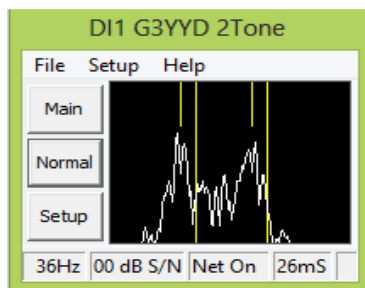 DI1 G3YYD 2Tone
File Setup Help
Main
Normal
Setup
36Hz 00 dB S/N Net On 26mS